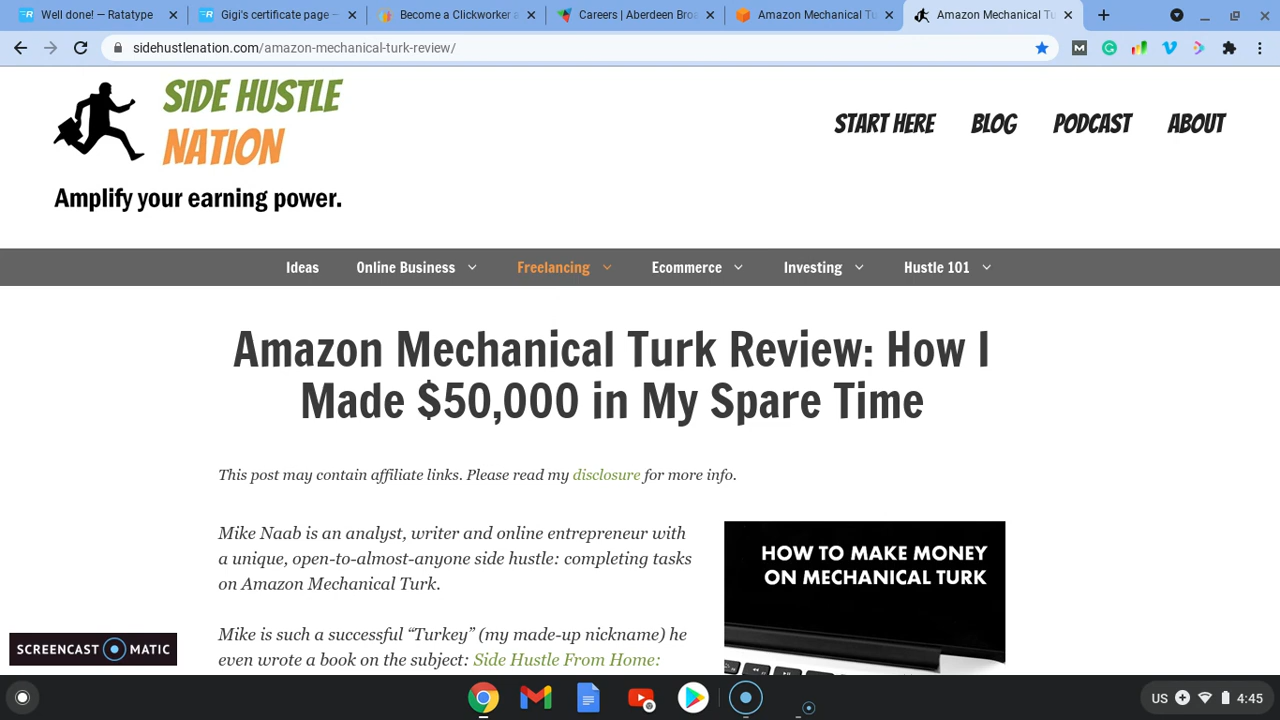 Daily amount done
Gigi's certificate page
Become a Clickworker
Careers | Aberdeen Bro
Amazon Mechanical Tu
Amazon Mechanical Tu
sidehustlenation.com/amazon-mechanical-turk-review/
SIDE HUSTLE
NATION
Amplify your earning power.
START HERE BLOG PODCAST ABOUT
Ideas Online Business Freelancing Ecommerce Investing Hustle 101
Amazon Mechanical Turk Review: How I
Made $50,000 in My Spare Time
This post may contain affiliate links. Please read my disclosure for more info.
Mike Naab is an analyst, writer and online entrepreneur with
a unique, open-to-almost-anyone side hustle: completing tasks
on Amazon Mechanical Turk.
Mike is such a successful “Turkey” (my made-up nickname) he
even wrote a book on the subject: Side Hustle From Home:
HOW TO MAKE MONEY
ON MECHANICAL TURK
SCREENCAST MATIC
US 4:45